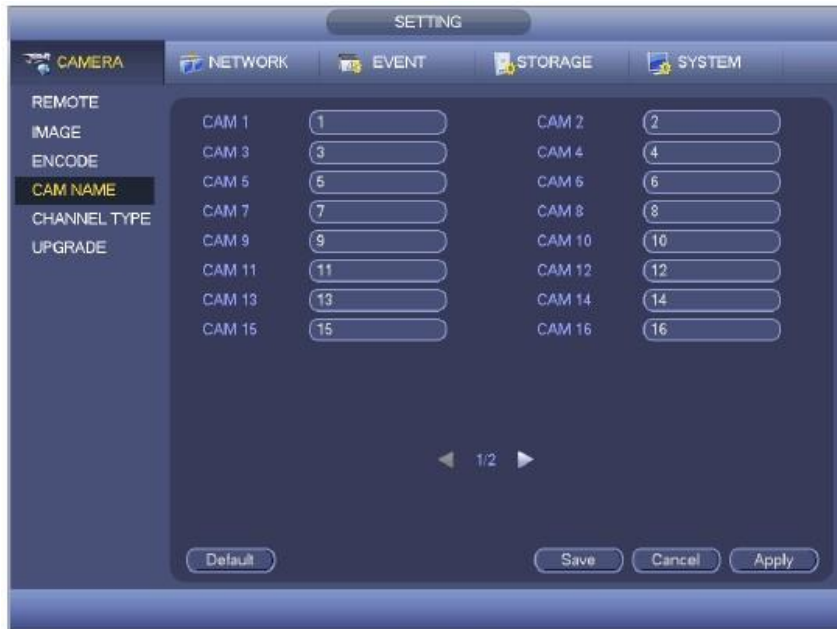 SETTING
CAMERA NETWORK EVENT STORAGE SYSTEM
REMOTE
IMAGE
ENCODE
CAM NAME
CHANNEL TYPE
UPGRADE
CAM 1 1 CAM 2 2
CAM 3 3 CAM 4 4
CAM 5 5 CAM 6 6
CAM 7 7 CAM 8 8
CAM 9 9 CAM 10 10
CAM 11 11 CAM 12 12
CAM 13 13 CAM 14 14
CAM 15 15 CAM 16 16
1/2
Default Save Cancel Apply